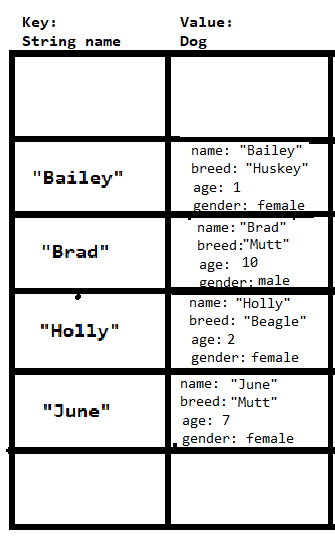 Key: Value:
String name Dog
"Bailey"
name: "Bailey"
breed: "Huskey"
age: 1
gender: female
"Brad"
name: "Brad"
breed:"Mutt"
age: 10
gender: male
"Holly"
name: "Holly"
breed: "Beagle"
age: 2
gender: female
"June"
name: "June"
breed: "Mutt"
age: 7
gender: female